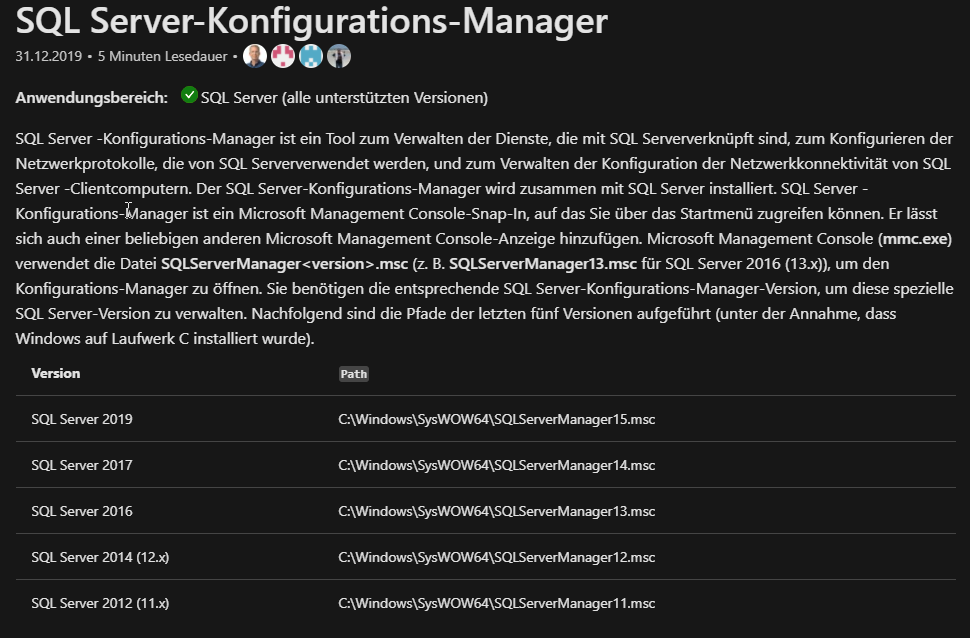 SQL Server-Konfigurations-Manager
31.12.2019 • 5 Minuten Lesedauer •
Anwendungsbereich: SQL Server (alle unterstützten Versionen)
SQL Server -Konfigurations-Manager ist ein Tool zum Verwalten der Dienste, die mit SQL Serververknüpft sind, zum Konfigurieren der
Netzwerkprotokolle, die von SQL Serververwendet werden, und zum Verwalten der Konfiguration der Netzwerkkonnektivität von SQL
Server -Clientcomputern. Der SQL Server-Konfigurations-Manager wird zusammen mit SQL Server installiert. SQL Server -
Konfigurations-Manager ist ein Microsoft Management Console-Snap-In, auf das Sie über das Startmenü zugreifen können. Er lässt
sich auch einer beliebigen anderen Microsoft Management Console-Anzeige hinzufügen. Microsoft Management Console (mmc.exe)
verwendet die Datei SQLServerManager<version>.msc (z. B. SQLServerManager13.msc für SQL Server 2016 (13.x)), um den
Konfigurations-Manager zu öffnen. Sie benötigen die entsprechende SQL Server-Konfigurations-Manager-Version, um diese spezielle
SQL Server-Version zu verwalten. Nachfolgend sind die Pfade der letzten fünf Versionen aufgeführt (unter der Annahme, dass
Windows auf Laufwerk C installiert wurde).
Version Path
SQL Server 2019 C:\Windows\SysWOW64\SQLServerManager15.msc
SQL Server 2017 C:\Windows\SysWOW64\SQLServerManager14.msc
SQL Server 2016 C:\Windows\SysWOW64\SQLServerManager13.msc
SQL Server 2014 (12.x) C:\Windows\SysWOW64\SQLServerManager12.msc
SQL Server 2012 (11.x) C:\Windows\SysWOW64\SQLServerManager11.msc